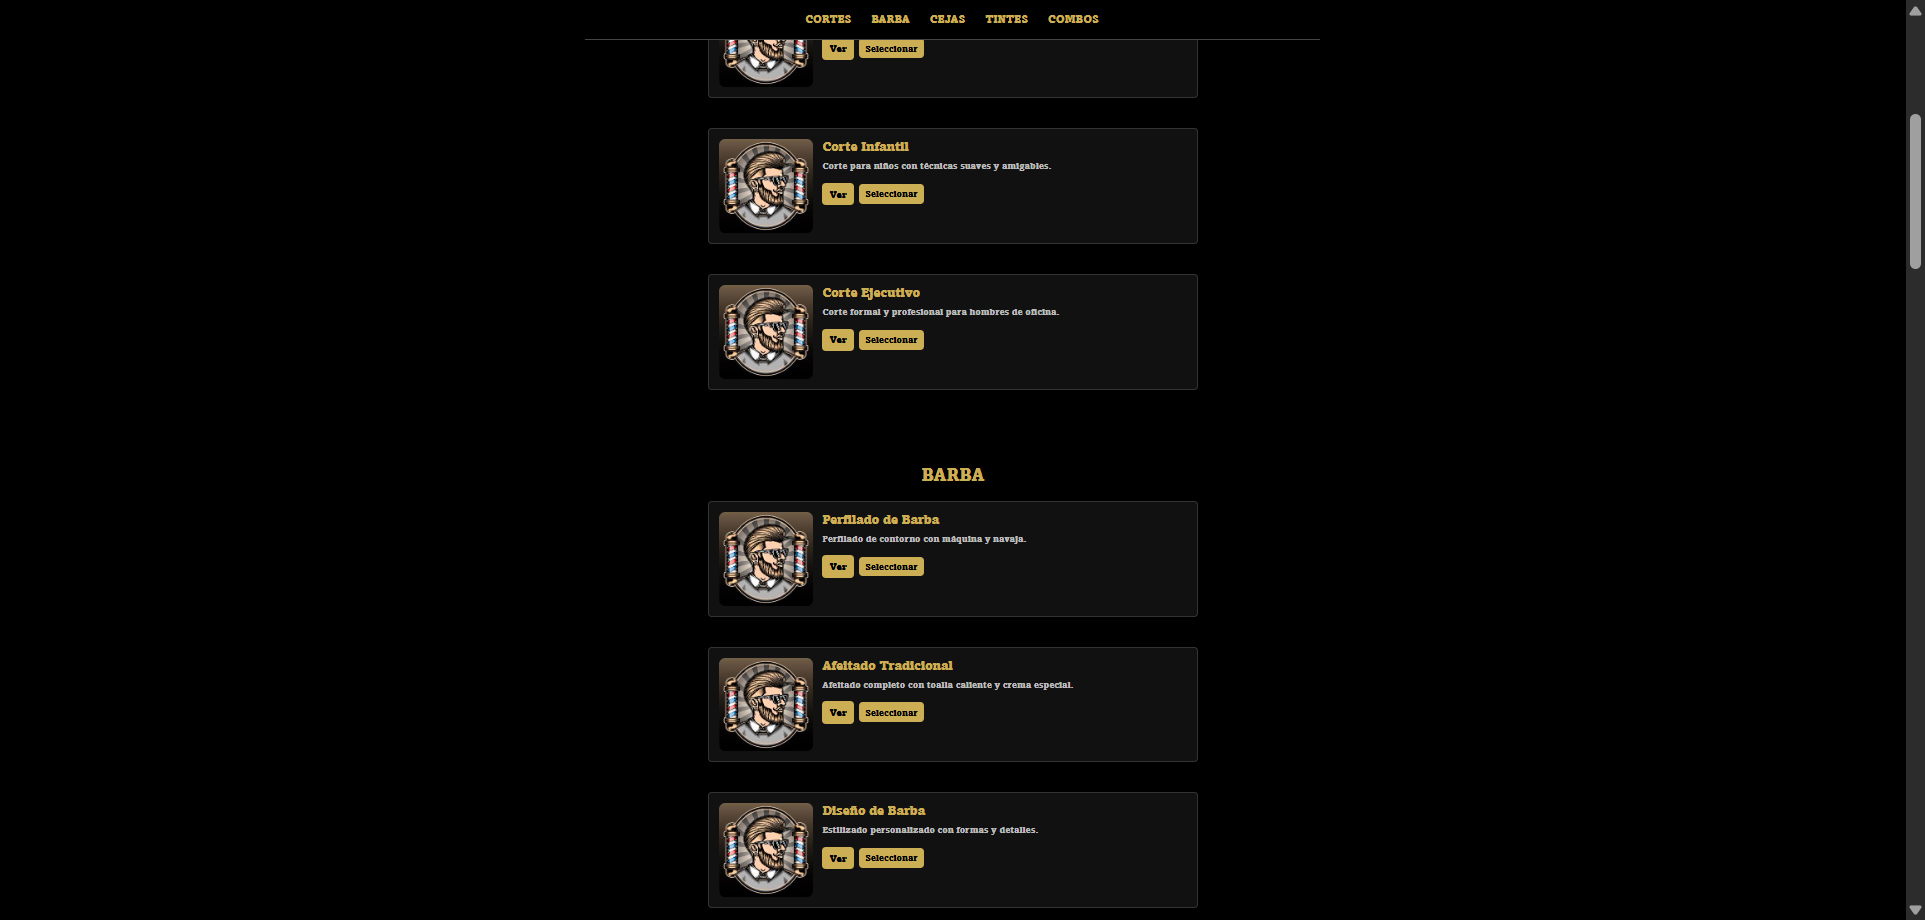 CORTES BARBA CEJAS TINTES COMBOS
Ver Seleccionar
Corte Infantil
Corte para niños con técnicas suaves y amigables.
Ver Seleccionar
Corte Ejecutivo
Corte formal y profesional para hombres de oficina.
Ver Seleccionar
BARBA
Perfilado de Barba
Perfilado de contorno con máquina y navaja.
Ver Seleccionar
Afeitado Tradicional
Afeitado completo con toalla caliente y crema especial.
Ver Seleccionar
Diseño de Barba
Estilizado personalizado con formas y detalles.
Ver Seleccionar